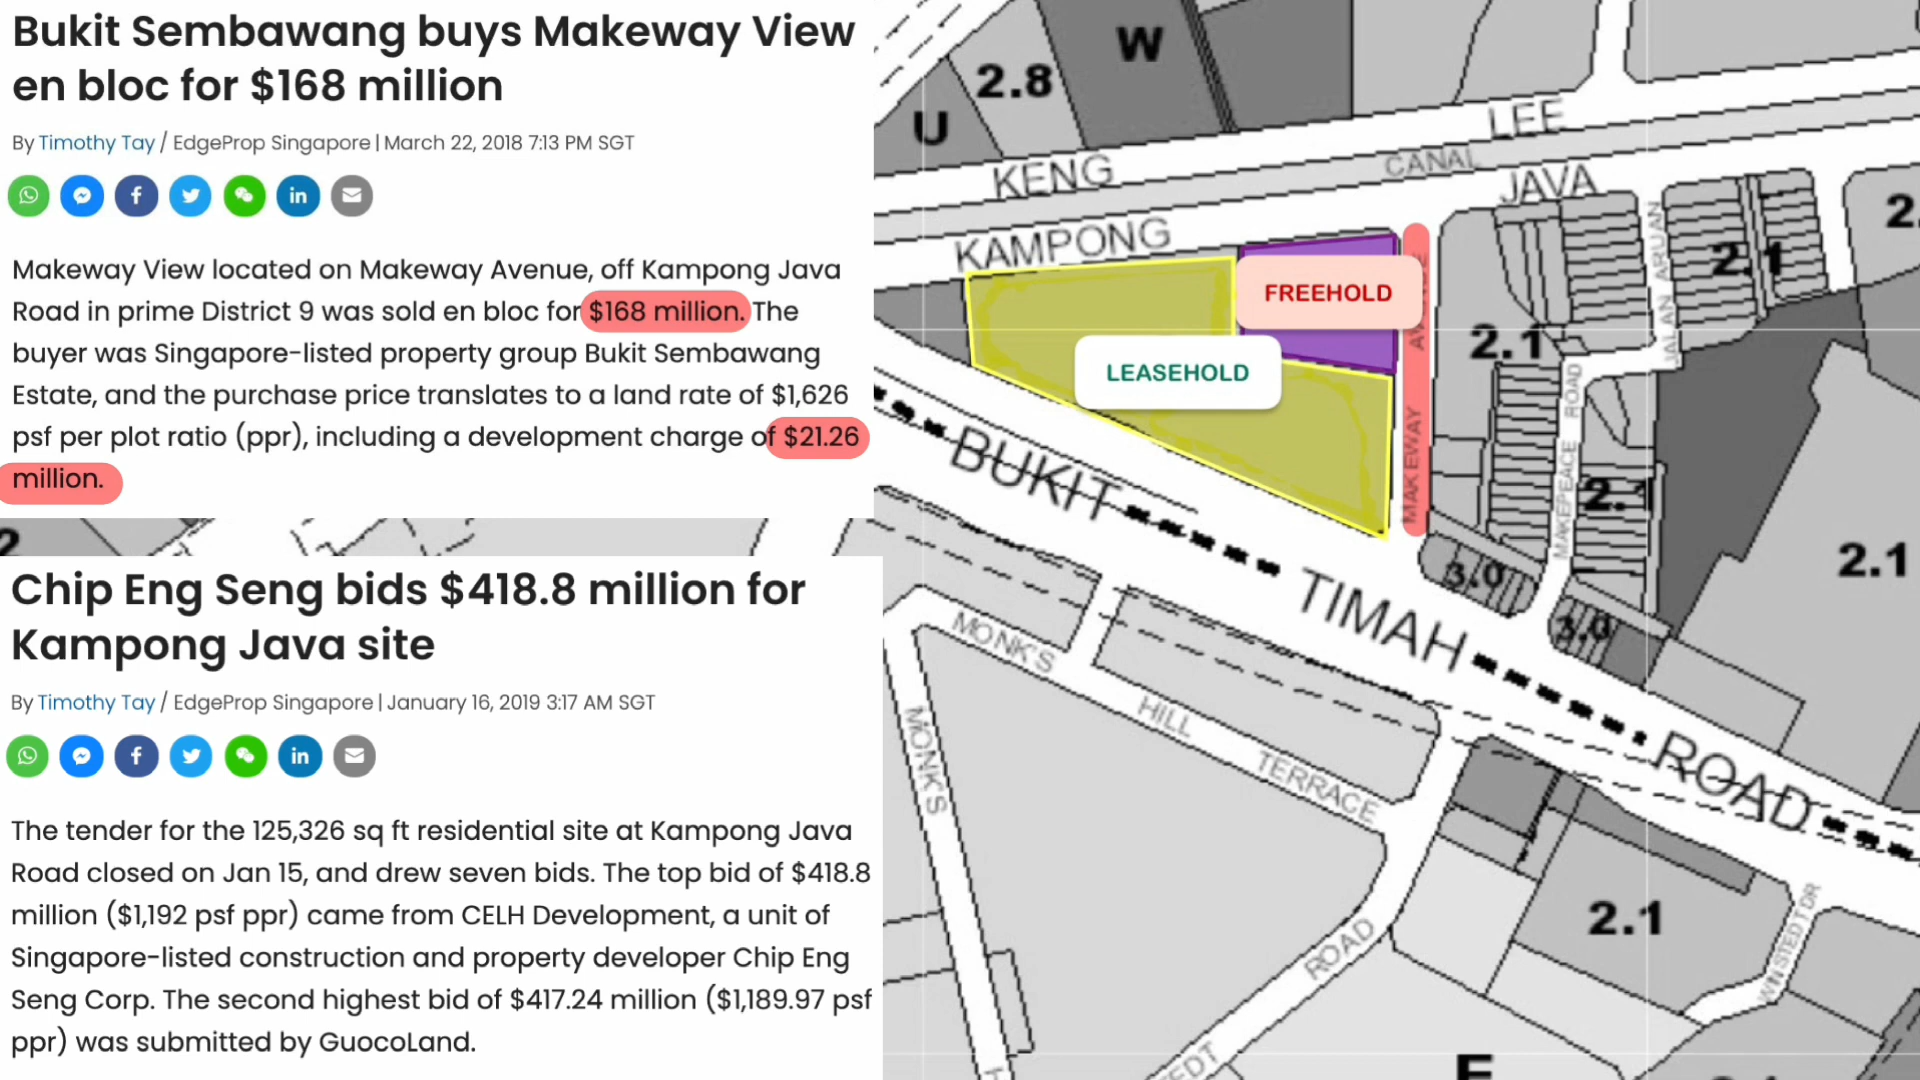 Bukit Sembawang buys Makeway View
en bloc for $168 million
By Timothy Tay / EdgeProp Singapore | March 22, 2018 7:13 PM SGT
Makeway View located on Makeway Avenue, off Kampong Java
Road in prime District 9 was sold en bloc for $168 million. The
buyer was Singapore-listed property group Bukit Sembawang
Estate, and the purchase price translates to a land rate of $1,626
psf per plot ratio (ppr), including a development charge of $21.26
million.
2
Chip Eng Seng bids $418.8 million for
Kampong Java site
By Timothy Tay / EdgeProp Singapore | January 16, 2019 3:17 AM SGT
The tender for the 125,326 sq ft residential site at Kampong Java
Road closed on Jan 15, and drew seven bids. The top bid of $418.8
million ($1,192 psf ppr) came from CELH Development, a unit of
Singapore-listed construction and property developer Chip Eng
Seng Corp. The second highest bid of $417.24 million ($1,189.97 psf
ppr) was submitted by GuocoLand.
W
2.8
U
KENG LEE
CANAL
KAMPONG JAVA
FREEHOLD
LEASEHOLD
MAKEWAY
JALAN ARUAN
2.1
2.1
MAKEPEACE ROAD
2.1
2.1
3.0
3.0
BUKIT TIMAH ROAD
MONK'S HILL TERRACE
MONK'S
ROAD
2.1
WINSTEDT DR
E